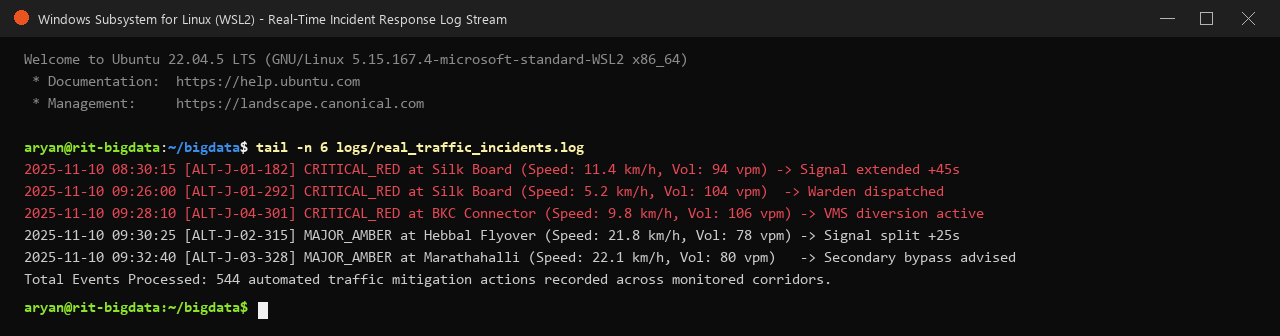 Windows Subsystem for Linux (WSL2) - Real-Time Incident Response Log Stream
Welcome to Ubuntu 22.04.5 LTS (GNU/Linux 5.15.167.4-microsoft-standard-WSL2 x86_64)
 * Documentation:  https://help.ubuntu.com
 * Management:     https://landscape.canonical.com
aryan@rit-bigdata:~/bigdata$ tail -n 6 logs/real_traffic_incidents.log
2025-11-10 08:30:15 [ALT-J-01-182] CRITICAL_RED at Silk Board (Speed: 11.4 km/h, Vol: 94 vpm) -> Signal extended +45s
2025-11-10 09:26:00 [ALT-J-01-292] CRITICAL_RED at Silk Board (Speed: 5.2 km/h, Vol: 104 vpm)  -> Warden dispatched
2025-11-10 09:28:10 [ALT-J-04-301] CRITICAL_RED at BKC Connector (Speed: 9.8 km/h, Vol: 106 vpm) -> VMS diversion active
2025-11-10 09:30:25 [ALT-J-02-315] MAJOR_AMBER at Hebbal Flyover (Speed: 21.8 km/h, Vol: 78 vpm) -> Signal split +25s
2025-11-10 09:32:40 [ALT-J-03-328] MAJOR_AMBER at Marathahalli (Speed: 22.1 km/h, Vol: 80 vpm)   -> Secondary bypass advised
Total Events Processed: 544 automated traffic mitigation actions recorded across monitored corridors.
aryan@rit-bigdata:~/bigdata$